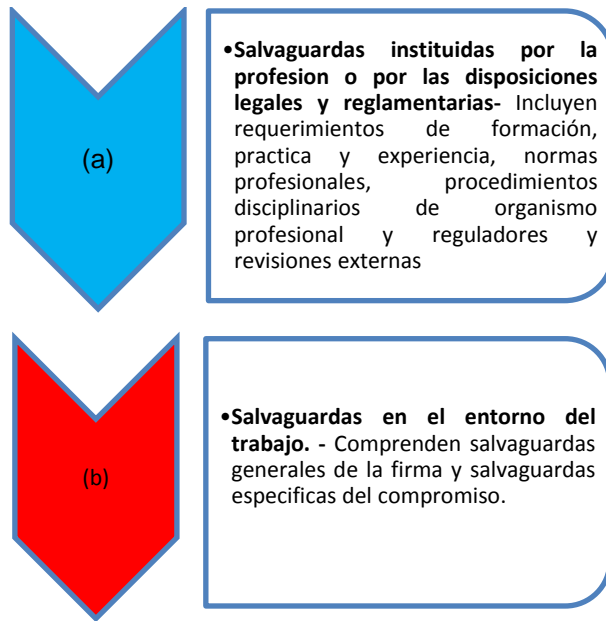 (a)
•Salvaguardas instituidas por la
profesion o por las disposiciones
legales y reglamentarias- Incluyen
requerimientos de formación,
practica y experiencia, normas
profesionales, procedimientos
disciplinarios de organismo
profesional y reguladores y
revisiones externas
(b)
•Salvaguardas en el entorno del
trabajo. - Comprenden salvaguardas
generales de la firma y salvaguardas
especificas del compromiso.